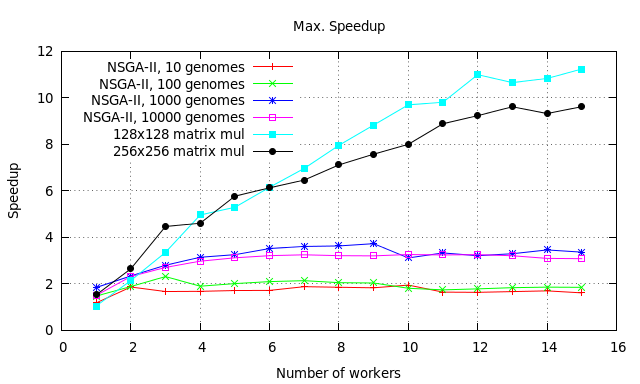 Max. Speedup
12
10
8
6
4
2
0
Speedup
NSGA-II, 10 genomes
NSGA-II, 100 genomes
NSGA-II, 1000 genomes
NSGA-II, 10000 genomes
128x128 matrix mul
256x256 matrix mul
0 2 4 6 8 10 12 14 16
Number of workers